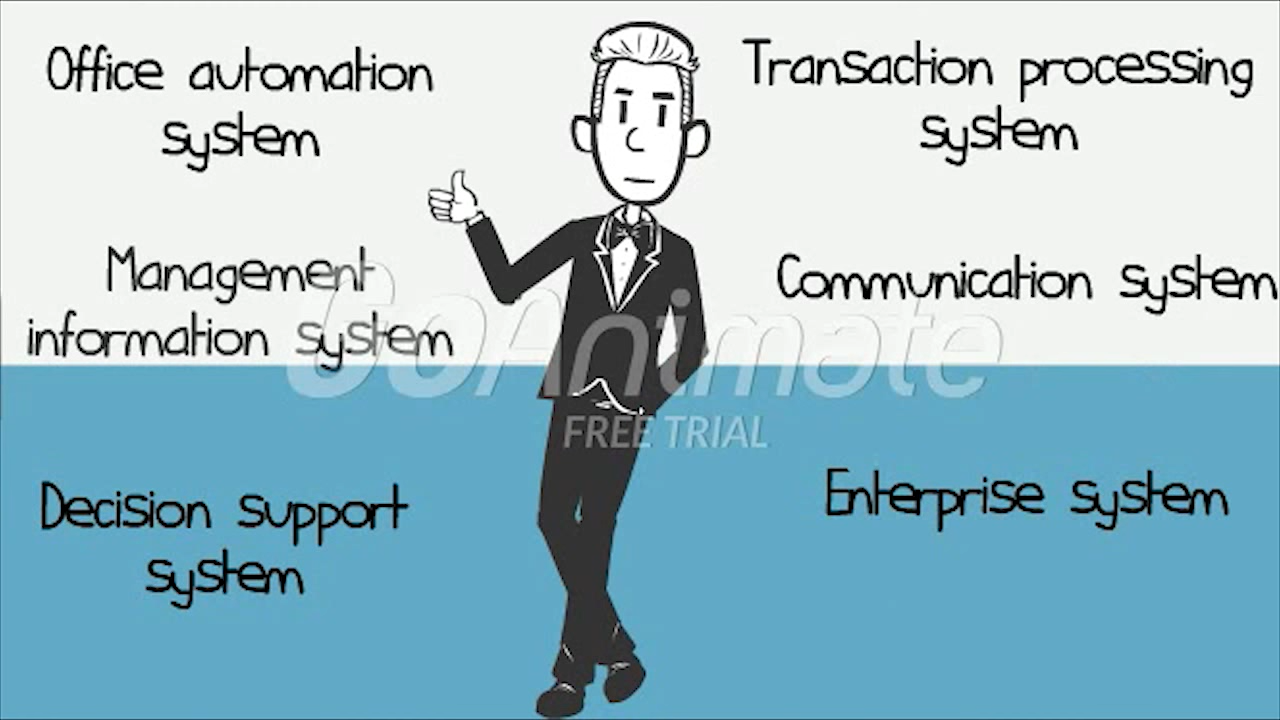 Office automation
system
Transaction processing
system
Management
information system
Communication system
GoAnimate
FREE TRIAL
Decision support
system
Enterprise system